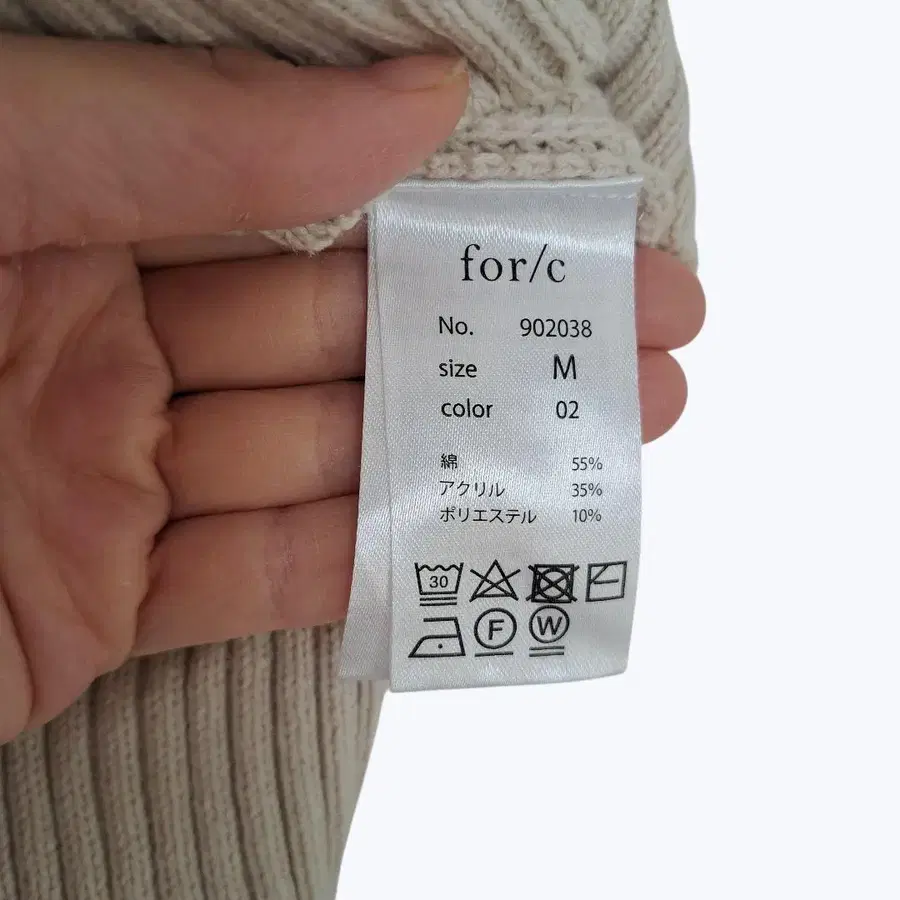 for/c
No. 902038
size M
color 02
綿 55%
アクリル 35%
ポリエステル 10%
30
F W